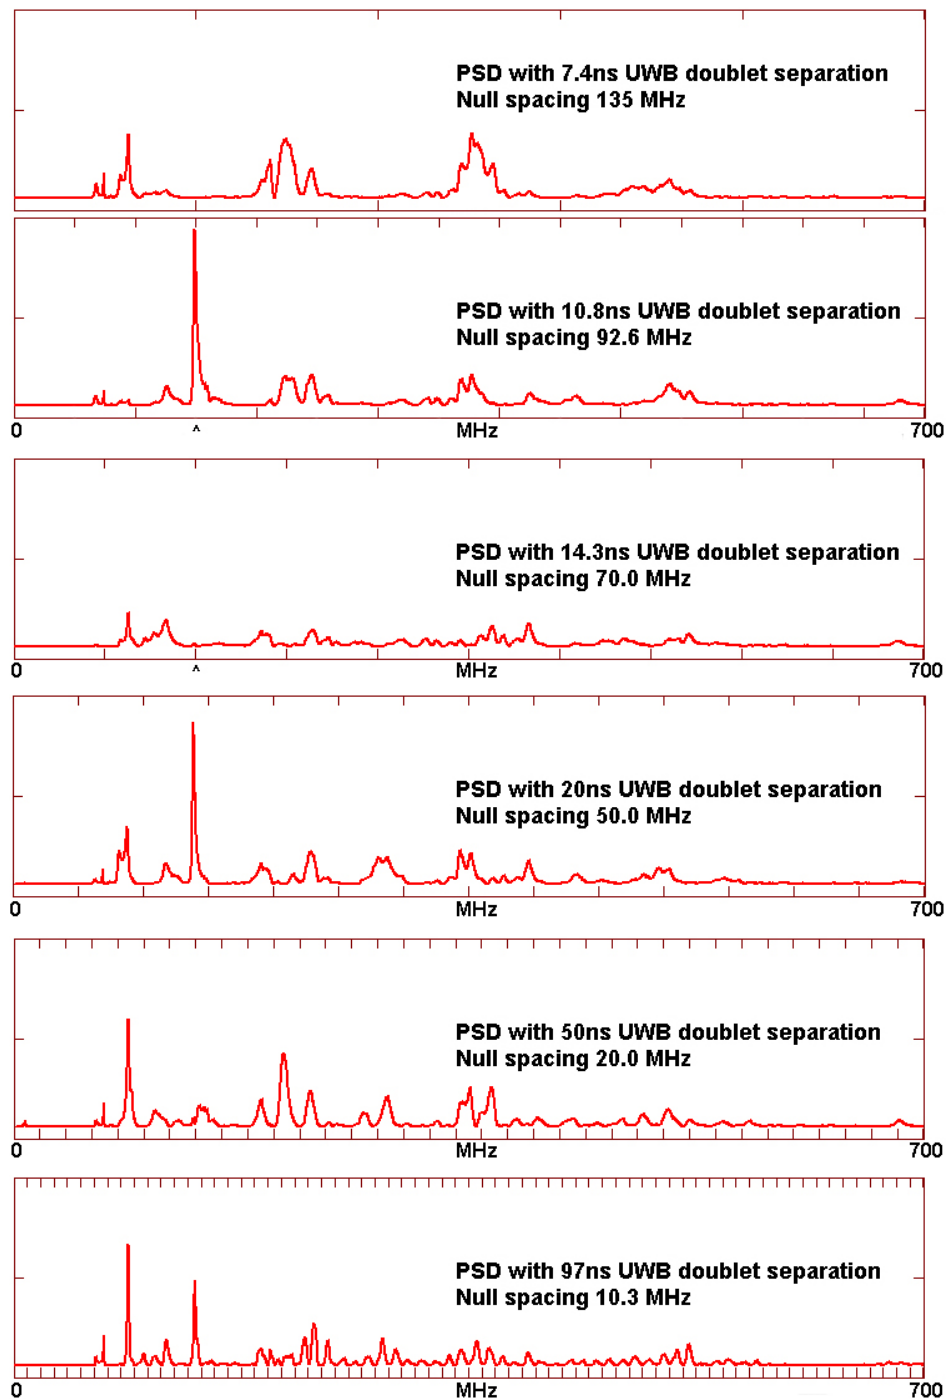 PSD with 7.4ns UWB doublet separation
Null spacing 135 MHz
PSD with 10.8ns UWB doublet separation
Null spacing 92.6 MHz
0 ^ MHz 700
PSD with 14.3ns UWB doublet separation
Null spacing 70.0 MHz
0 ^ MHz 700
PSD with 20ns UWB doublet separation
Null spacing 50.0 MHz
0 MHz 700
PSD with 50ns UWB doublet separation
Null spacing 20.0 MHz
0 MHz 700
PSD with 97ns UWB doublet separation
Null spacing 10.3 MHz
0 MHz 700